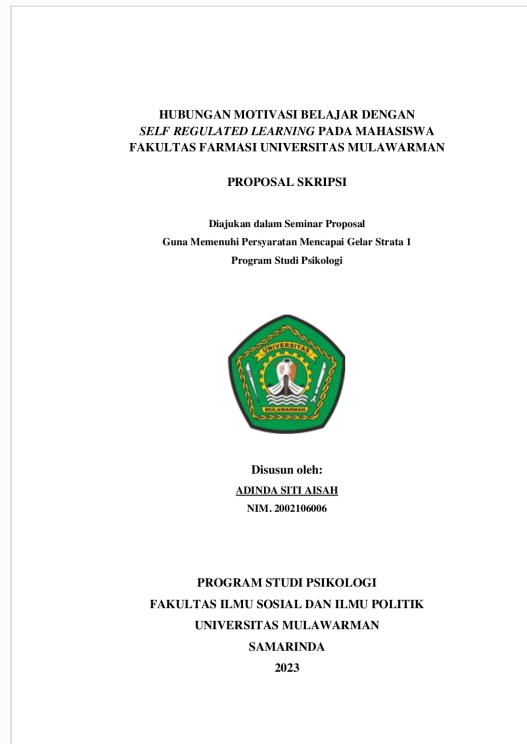 HUBUNGAN MOTIVASI BELAJAR DENGAN
SELF REGULATED LEARNING PADA MAHASISWA
FAKULTAS FARMASI UNIVERSITAS MULAWARMAN
PROPOSAL SKRIPSI
Diajukan dalam Seminar Proposal
Guna Memenuhi Persyaratan Mencapai Gelar Strata 1
Program Studi Psikologi
UNIVERSITAS
MULAWARMAN
Disusun oleh:
ADINDA SITI AISAH
NIM. 2002106006
PROGRAM STUDI PSIKOLOGI
FAKULTAS ILMU SOSIAL DAN ILMU POLITIK
UNIVERSITAS MULAWARMAN
SAMARINDA
2023